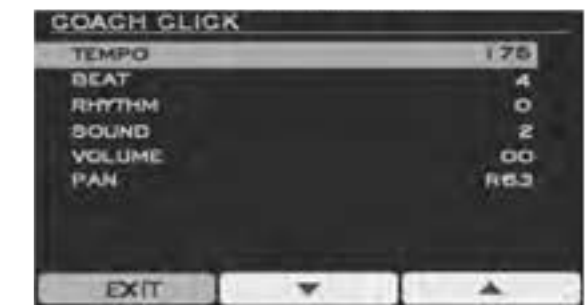 COACH CLICK
TEMPO 175
BEAT 4
RHYTHM 0
SOUND 2
VOLUME 00
PAN R63
EXIT